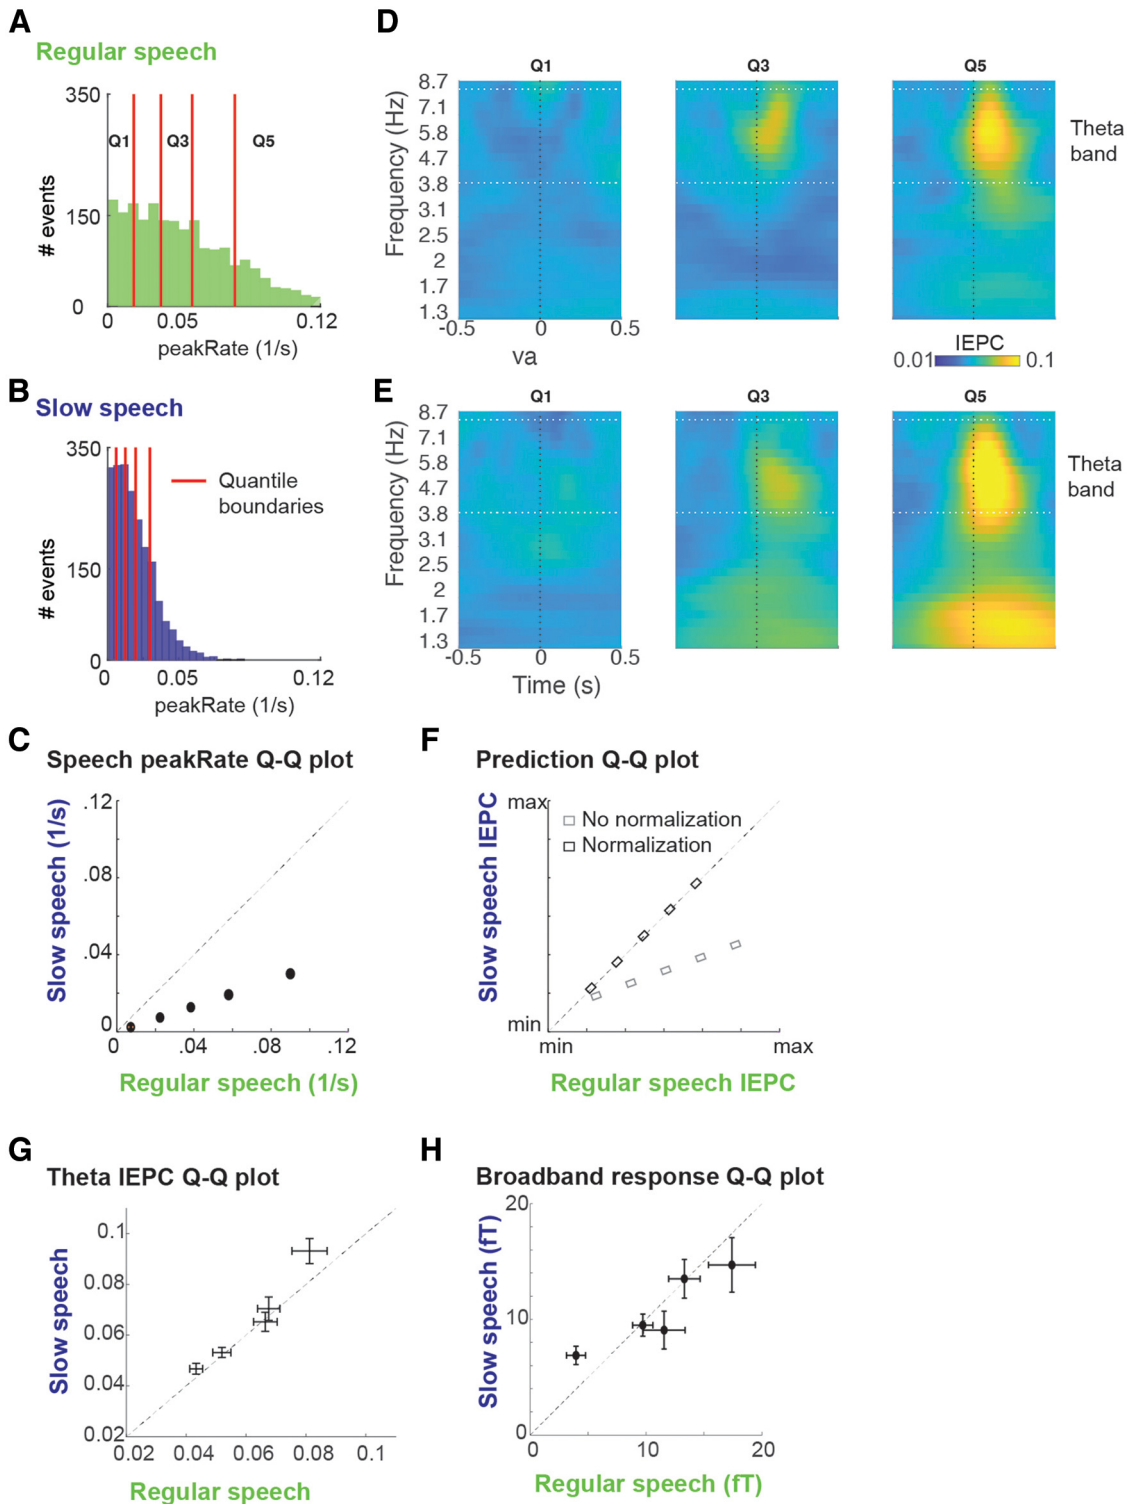 A
Regular speech
350
150
0
# events
Q1
Q3
Q5
0
0.05
0.12
peakRate (1/s)
B
Slow speech
350
150
0
# events
Quantile
boundaries
0
0.05
0.12
peakRate (1/s)
C
Speech peakRate Q-Q plot
Slow speech (1/s)
.12
.08
.04
0
0
.04
.08
.12
Regular speech (1/s)
D
Q1
Q3
Q5
Frequency (Hz)
8.7
7.1
5.8
4.7
3.8
3.1
2.5
2
1.7
1.3
-0.5
0
0.5
va
Theta
band
IEPC
0.01
0.1
E
Q1
Q3
Q5
Frequency (Hz)
8.7
7.1
5.8
4.7
3.8
3.1
2.5
2
1.7
1.3
-0.5
0
0.5
Time (s)
Theta
band
F
Prediction Q-Q plot
Slow speech IEPC
max
min
No normalization
Normalization
min
max
Regular speech IEPC
G
Theta IEPC Q-Q plot
Slow speech
0.1
0.08
0.06
0.04
0.02
0.02
0.04
0.06
0.08
0.1
Regular speech
H
Broadband response Q-Q plot
Slow speech (fT)
20
10
0
0
10
20
Regular speech (fT)